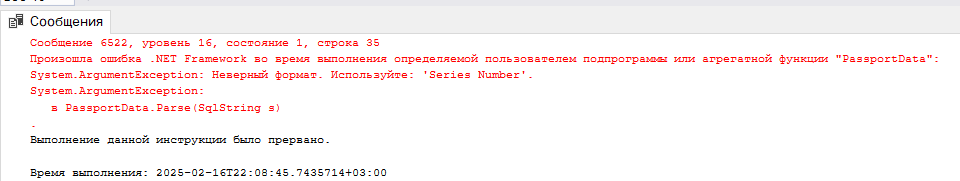 Сообщения
Сообщение 6522, уровень 16, состояние 1, строка 35
Произошла ошибка .NET Framework во время выполнения определяемой пользователем подпрограммы или агрегатной функции "PassportData":
System.ArgumentException: Неверный формат. Используйте: 'Series Number'.
System.ArgumentException:
в PassportData.Parse(SqlString s)
.
Выполнение данной инструкции было прервано.
Время выполнения: 2025-02-16T22:08:45.7435714+03:00